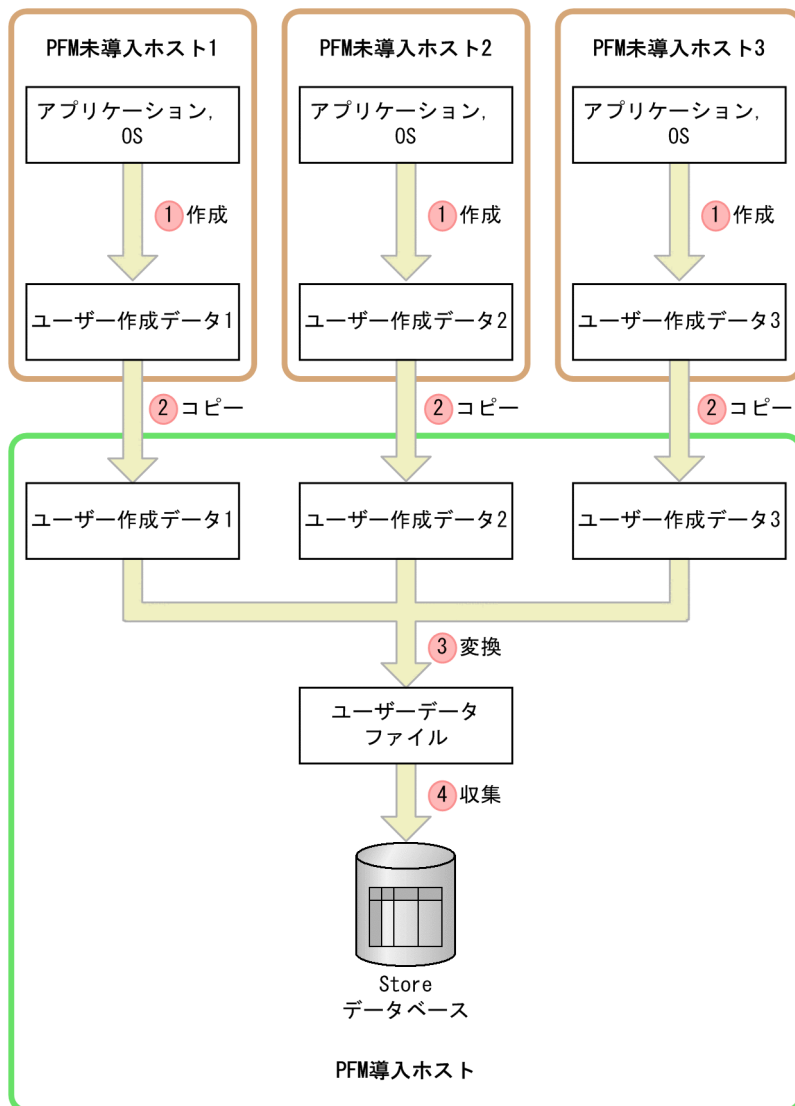 PFM未導入ホスト1
PFM未導入ホスト2
PFM未導入ホスト3
アプリケーション,
OS
アプリケーション,
OS
アプリケーション,
OS
1 作成
1 作成
1 作成
ユーザー作成データ1
ユーザー作成データ2
ユーザー作成データ3
2 コピー
2 コピー
2 コピー
ユーザー作成データ1
ユーザー作成データ2
ユーザー作成データ3
3 変換
ユーザーデータ
ファイル
4 収集
Store
データベース
PFM導入ホスト